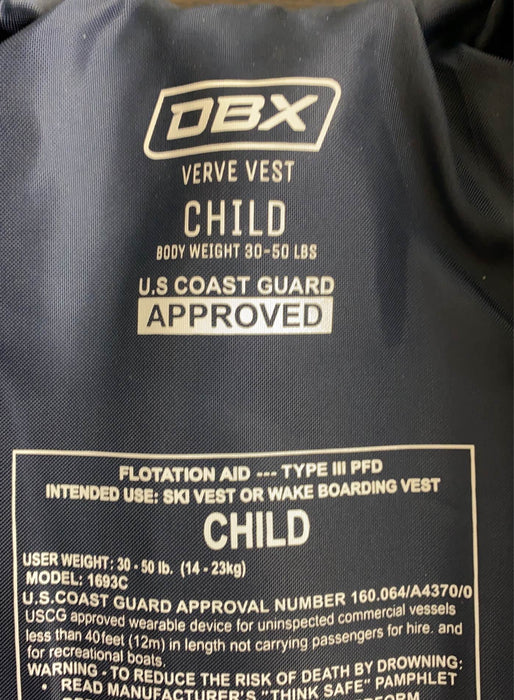 DBX
VERVE VEST
CHILD
BODY WEIGHT 30-50 LBS
U.S COAST GUARD
APPROVED
FLOTATION AID --- TYPE III PFD
INTENDED USE: SKI VEST OR WAKE BOARDING VEST
CHILD
USER WEIGHT: 30 - 50 lb. (14 - 23kg)
MODEL: 1693C
U.S.COAST GUARD APPROVAL NUMBER 160.064/A4370/0
USCG approved wearable device for uninspected commercial vessels
less than 40feet (12m) in length not carrying passengers for hire. and
for recreational boats.
WARNING - TO REDUCE THE RISK OF DEATH BY DROWNING:
• READ MANUFACTURER'S "THINK SAFE" PAMPHLET